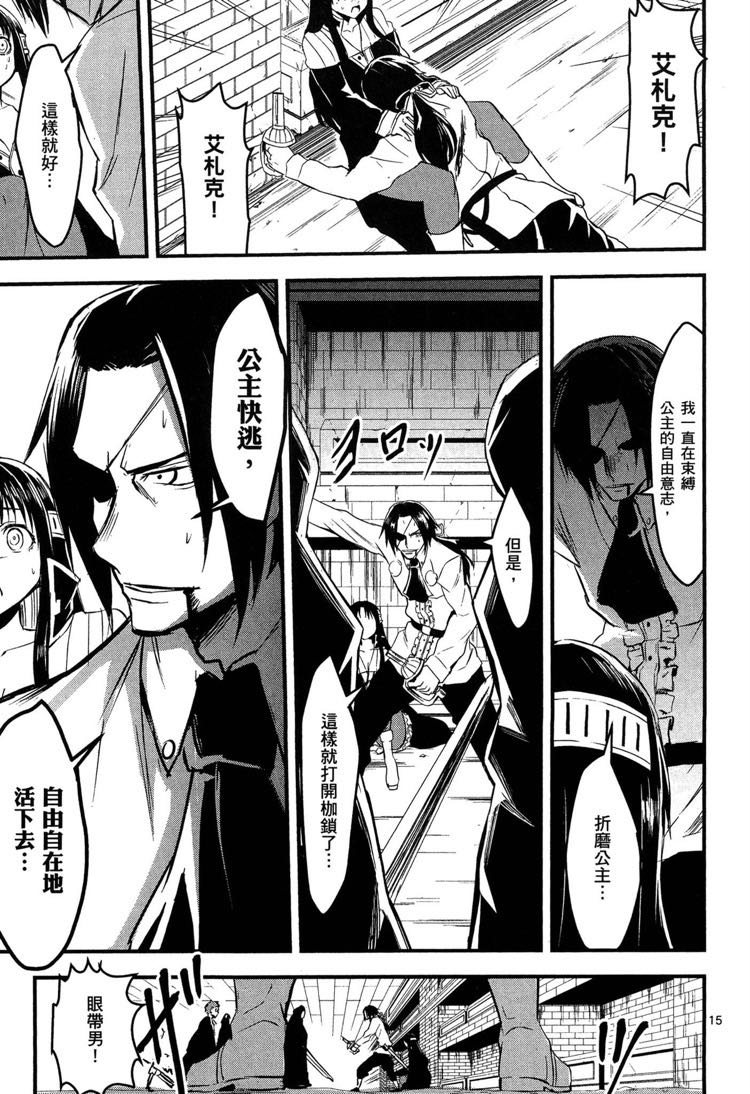 艾札克！
艾札克！
這樣就好…
我一直在束縛
公主的自由意志，
折磨公主…
但是，
這樣就打開枷鎖了…
ヨロッ
公主快逃，
自由自在地
活下去…
眼帶男！
15